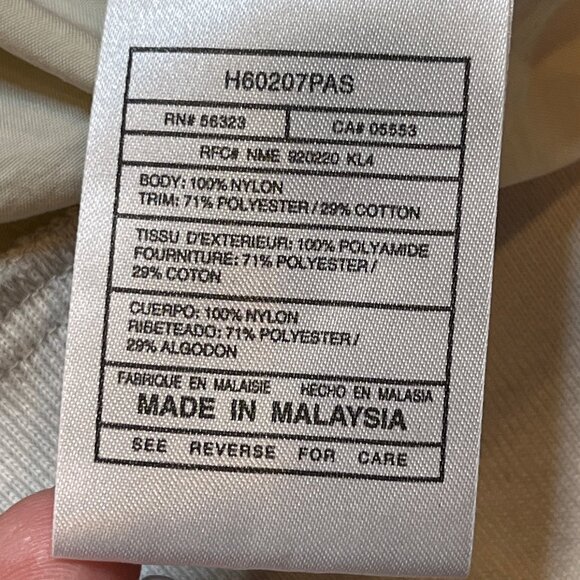 H60207PAS
RN# 56323 CA# 05553
RFC# NME 920220 KL4
BODY: 100% NYLON
TRIM: 71% POLYESTER / 29% COTTON
TISSU D'EXTERIEUR: 100% POLYAMIDE
FOURNITURE: 71% POLYESTER /
29% COTON
CUERPO: 100% NYLON
RIBETEADO: 71% POLYESTER /
29% ALGODON
FABRIQUE EN MALAISIE HECHO EN MALASIA
MADE IN MALAYSIA
SEE REVERSE FOR CARE